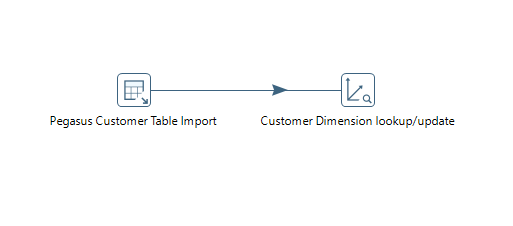 Pegasus Customer Table Import
Customer Dimension lookup/update